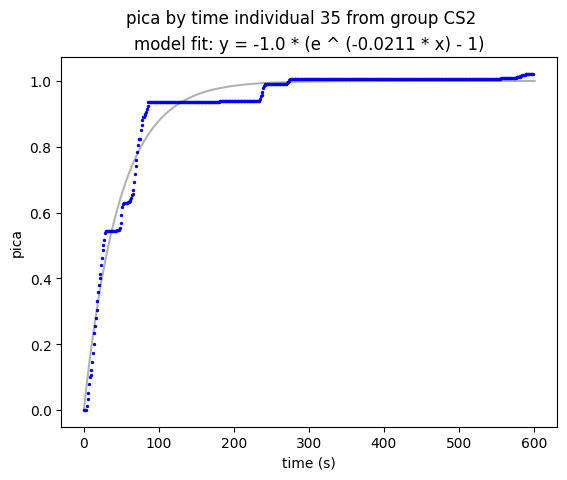 pica by time individual 35 from group CS2
model fit: y = -1.0 * (e ^ (-0.0211 * x) - 1)
1.0
0.8
0.6
0.4
0.2
0.0
pica
0 100 200 300 400 500 600
time (s)